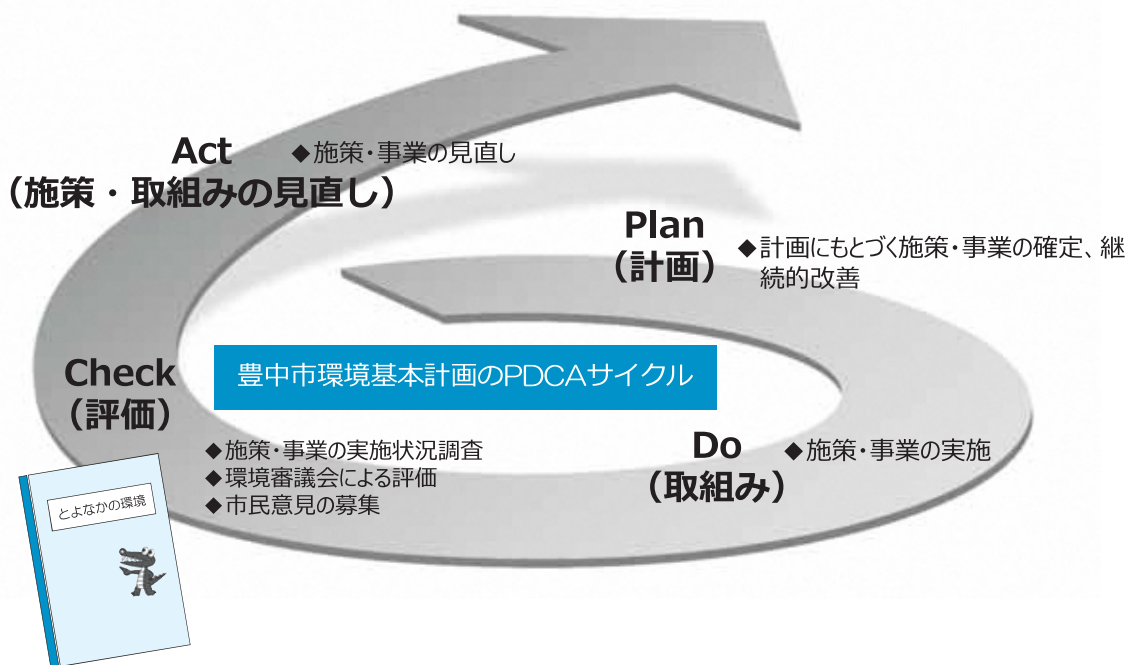 Act
◆施策・事業の見直し
(施策・取組みの見直し)
Plan
(計画)
◆計画にもとづく施策・事業の確定、継
続的改善
豊中市環境基本計画のPDCAサイクル
Check
(評価)
◆施策・事業の実施状況調査
◆環境審議会による評価
◆市民意見の募集
Do
(取組み)
◆施策・事業の実施
とよなかの環境